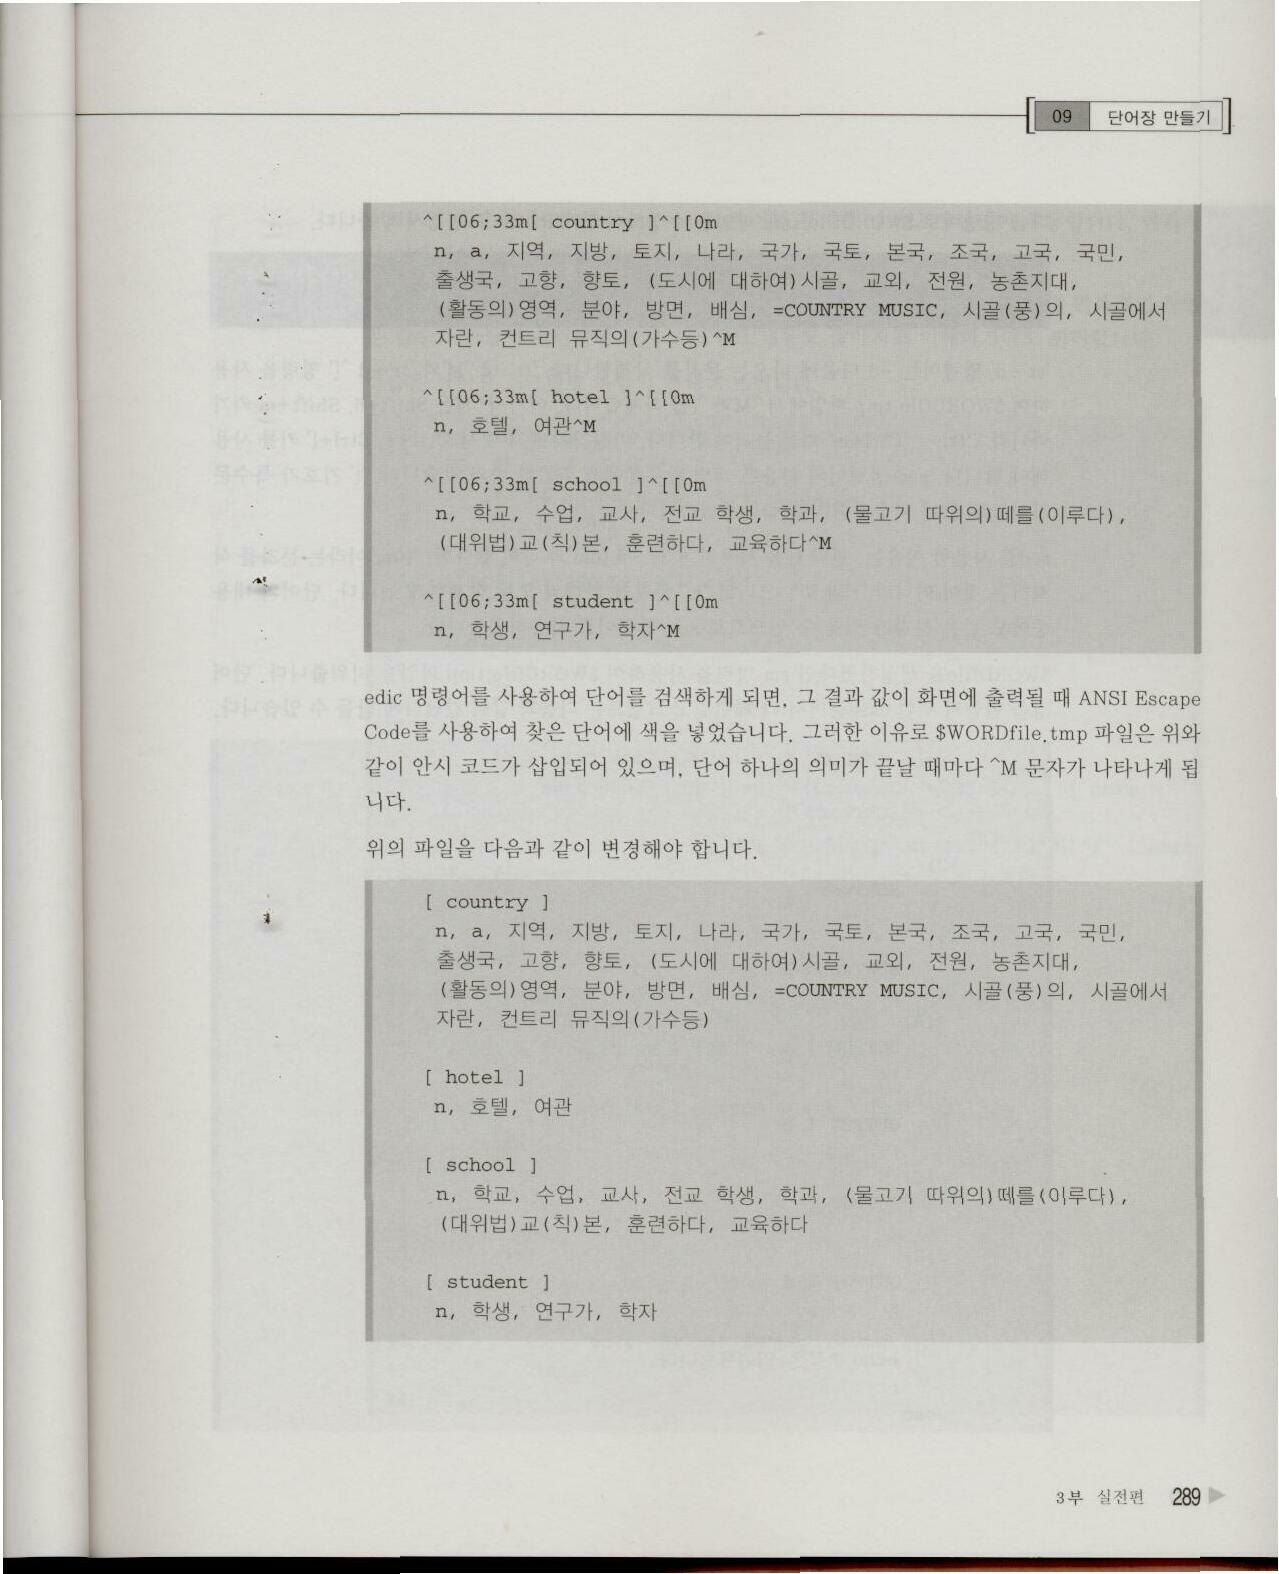 09 단어장 만들기
^[[06;33m[ country ]^[[0m
n, a, 지역, 지방, 토지, 나라, 국가, 국토, 본국, 조국, 고국, 국민,
출생국, 고향, 향토, (도시에 대하여)시골, 교외, 전원, 농촌지대,
(활동의)영역, 분야, 방면, 배심, =COUNTRY MUSIC, 시골(풍)의, 시골에서
자란, 컨트리 뮤직의(가수등)^M
^[[06;33m[ hotel ]^[[0m
n, 호텔, 여관^M
^[[06;33m[ school ]^[[0m
n, 학교, 수업, 교사, 전교 학생, 학과, (물고기 따위의)떼를(이루다),
(대위법)교(칙)본, 훈련하다, 교육하다^M
^[[06;33m[ student ]^[[0m
n, 학생, 연구가, 학자^M
edic 명령어를 사용하여 단어를 검색하게 되면, 그 결과 값이 화면에 출력될 때 ANSI Escape
Code를 사용하여 찾은 단어에 색을 넣었습니다. 그러한 이유로 $WORDfile.tmp 파일은 위와
같이 안시 코드가 삽입되어 있으며, 단어 하나의 의미가 끝날 때마다 ^M 문자가 나타나게 됩
니다.
위의 파일을 다음과 같이 변경해야 합니다.
[ country ]
n, a, 지역, 지방, 토지, 나라, 국가, 국토, 본국, 조국, 고국, 국민,
출생국, 고향, 향토, (도시에 대하여)시골, 교외, 전원, 농촌지대,
(활동의)영역, 분야, 방면, 배심, =COUNTRY MUSIC, 시골(풍)의, 시골에서
자란, 컨트리 뮤직의(가수등)
[ hotel ]
n, 호텔, 여관
[ school ]
n, 학교, 수업, 교사, 전교 학생, 학과, (물고기 따위의)떼를(이루다),
(대위법)교(칙)본, 훈련하다, 교육하다
[ student ]
n, 학생, 연구가, 학자
3부 실전편 289